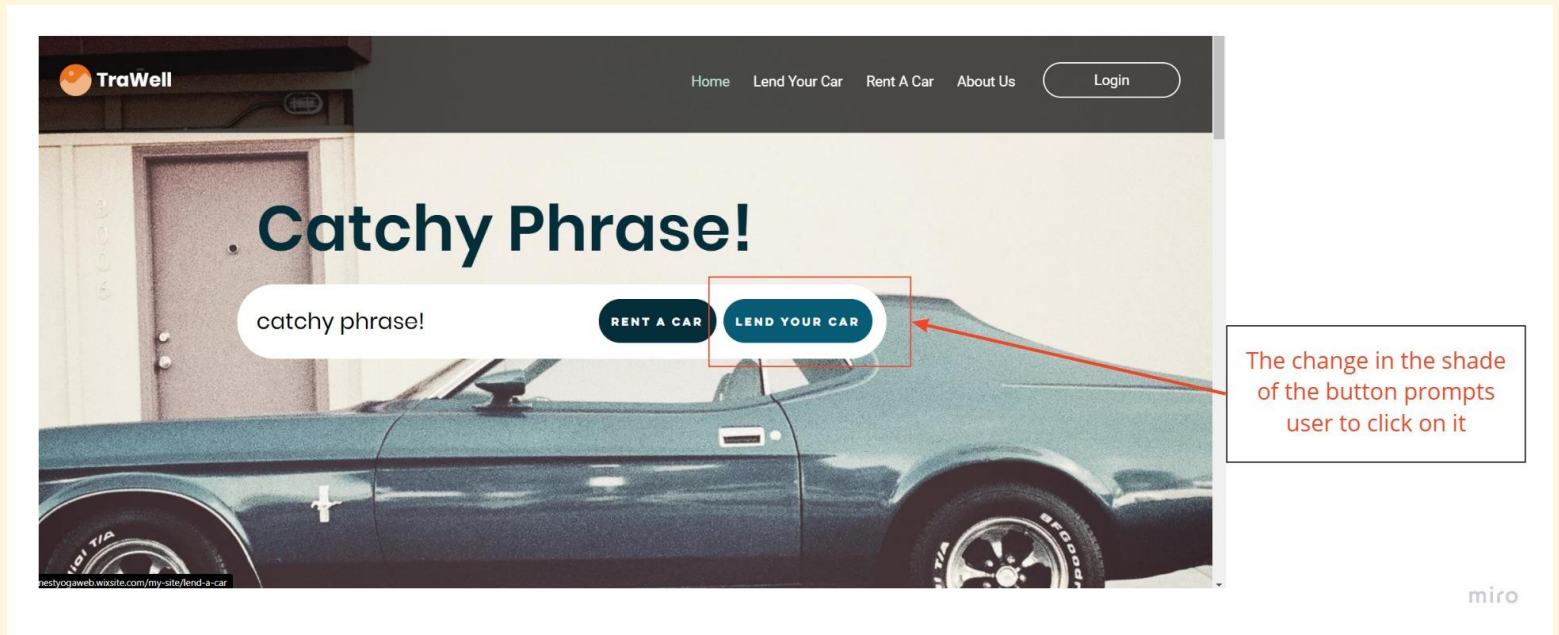 TraWell
Home Lend Your Car Rent A Car About Us Login
Catchy Phrase!
catchy phrase!
RENT A CAR
LEND YOUR CAR
The change in the shade
of the button prompts
user to click on it
nestyogaweb.wixsite.com/my-site/lend-a-car
miro